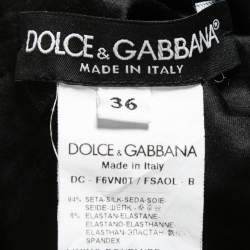 DOLCE & GABBANA
MADE IN ITALY
36
DOLCE & GABBANA
MADE IN ITALY
DC - F6VN0T / FSAOL - B
94% SETA-SILK-SEDA-SOIE
SEIDE-ШЕЛК-
6% ELASTAN-ELASTANE
ELASTANO-ELASTHANNE
ELASTHAN-ЭЛАСТАН
SPANDEX